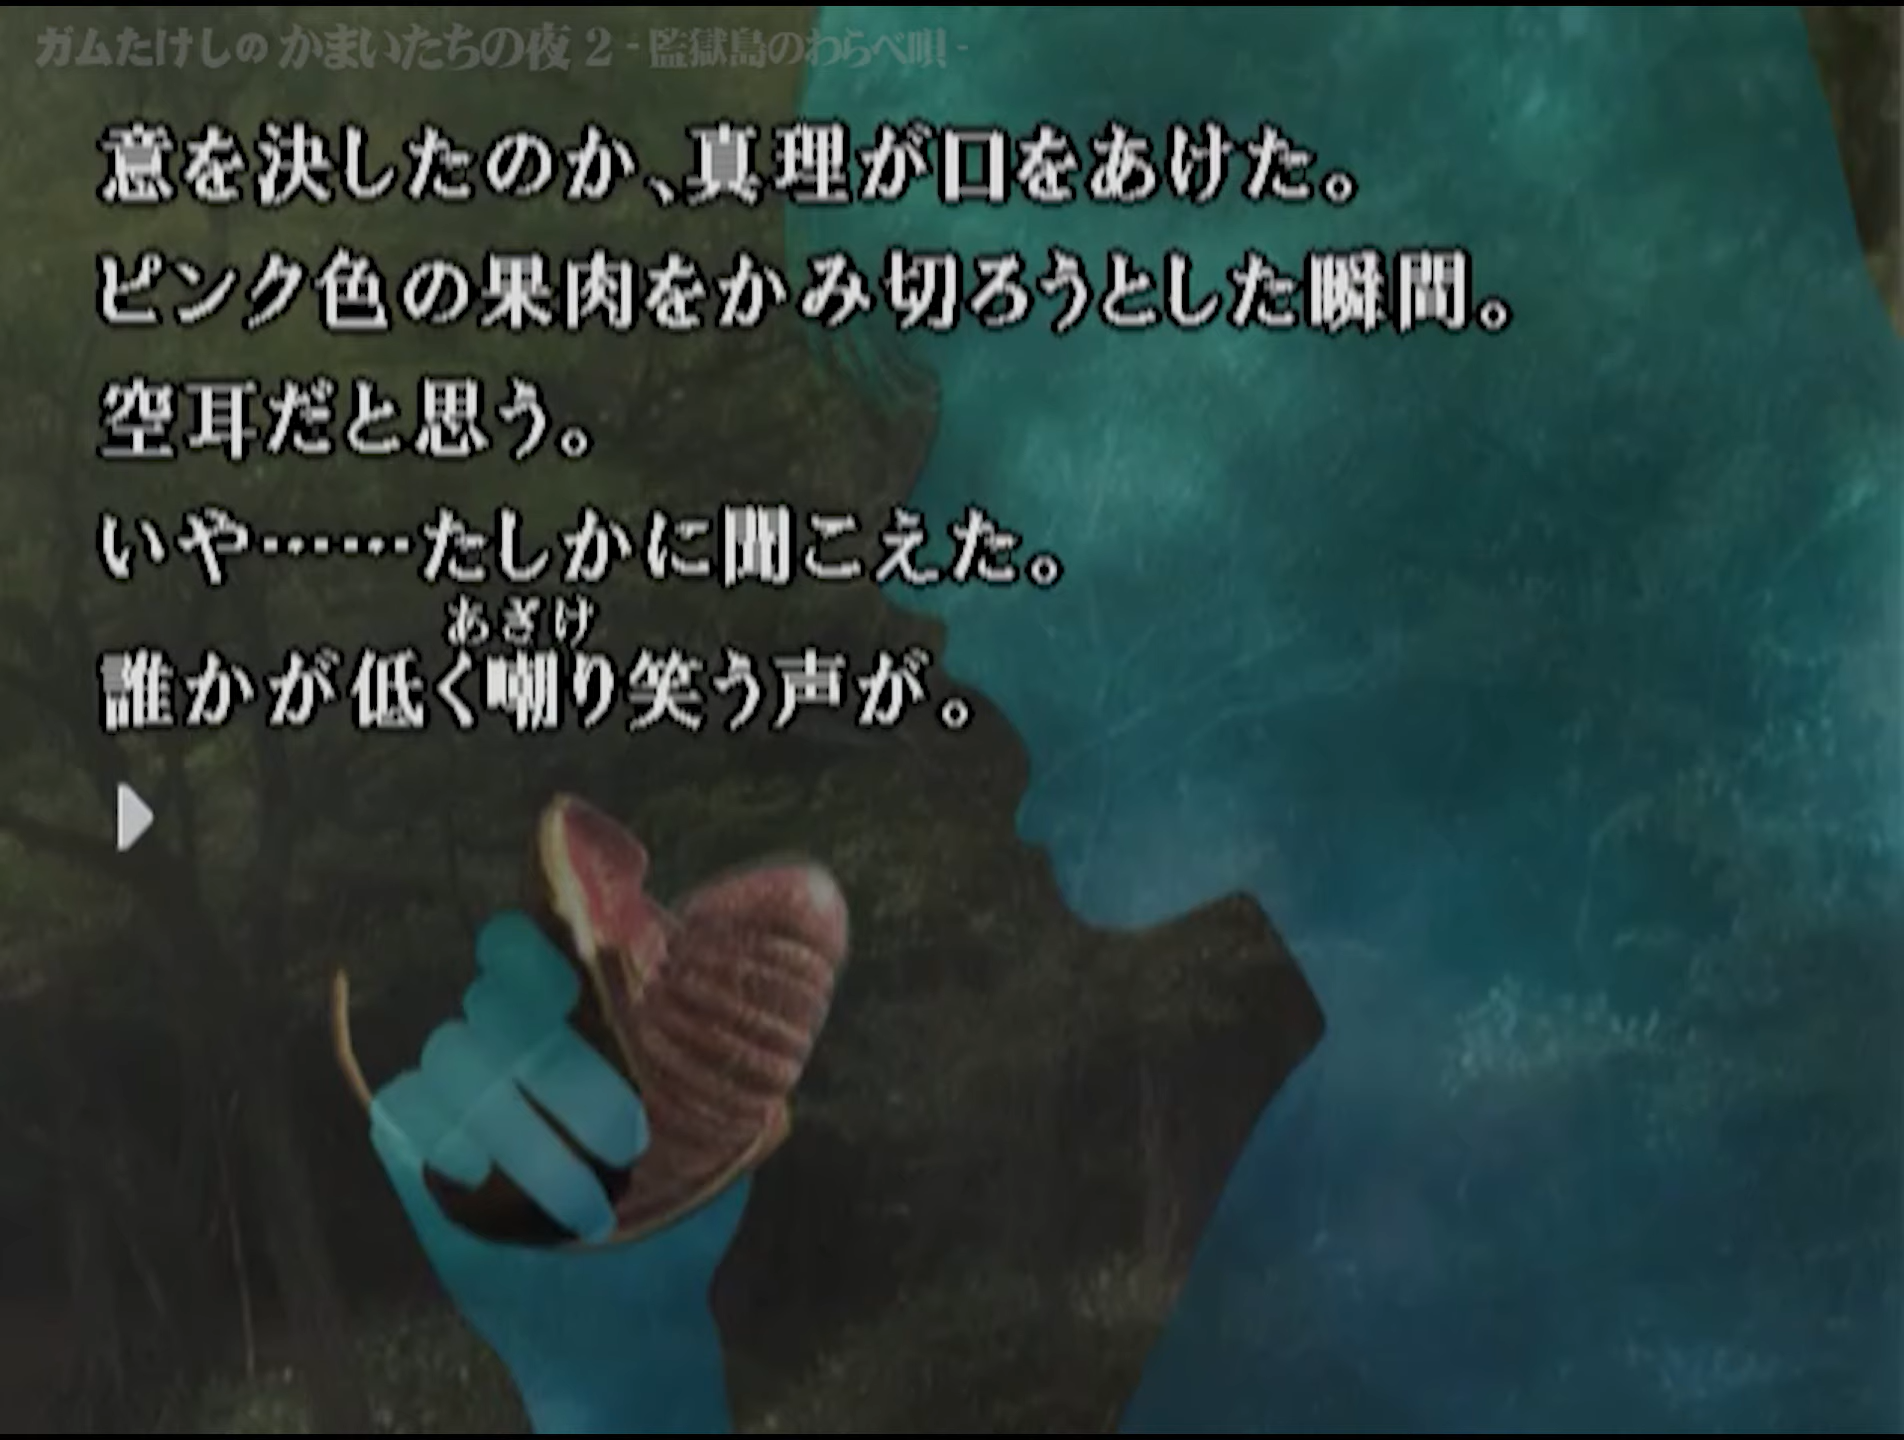 ガムたけしの かまいたちの夜 2 - 監獄島のわらべ唄 -
意を決したのか、真理が口をあけた。
ピンク色の果肉をかみ切ろうとした瞬間。
空耳だと思う。
いや……たしかに聞こえた。
あざけ
誰かが低く嘲り笑う声が。